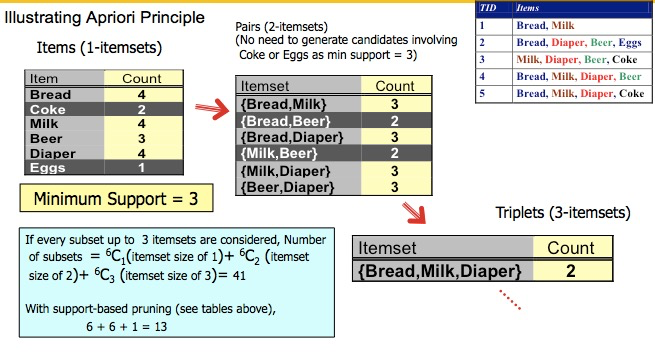 Illustrating Apriori Principle
Items (1-itemsets)
Item Count
Bread 4
Coke 2
Milk 4
Beer 3
Diaper 4
Eggs 1
Minimum Support = 3
Pairs (2-itemsets)
(No need to generate candidates involving
Coke or Eggs as min support = 3)
Itemset Count
{Bread,Milk} 3
{Bread,Beer} 2
{Bread,Diaper} 3
{Milk,Beer} 2
{Milk,Diaper} 3
{Beer,Diaper} 3
TID Items
1 Bread, Milk
2 Bread, Diaper, Beer, Eggs
3 Milk, Diaper, Beer, Coke
4 Bread, Milk, Diaper, Beer
5 Bread, Milk, Diaper, Coke
Triplets (3-itemsets)
Itemset Count
{Bread,Milk,Diaper} 2
If every subset up to 3 itemsets are considered, Number
of subsets = ⁶C₁(itemset size of 1)+ ⁶C₂ (itemset
size of 2)+ ⁶C₃ (itemset size of 3)= 41
With support-based pruning (see tables above),
6 + 6 + 1 = 13